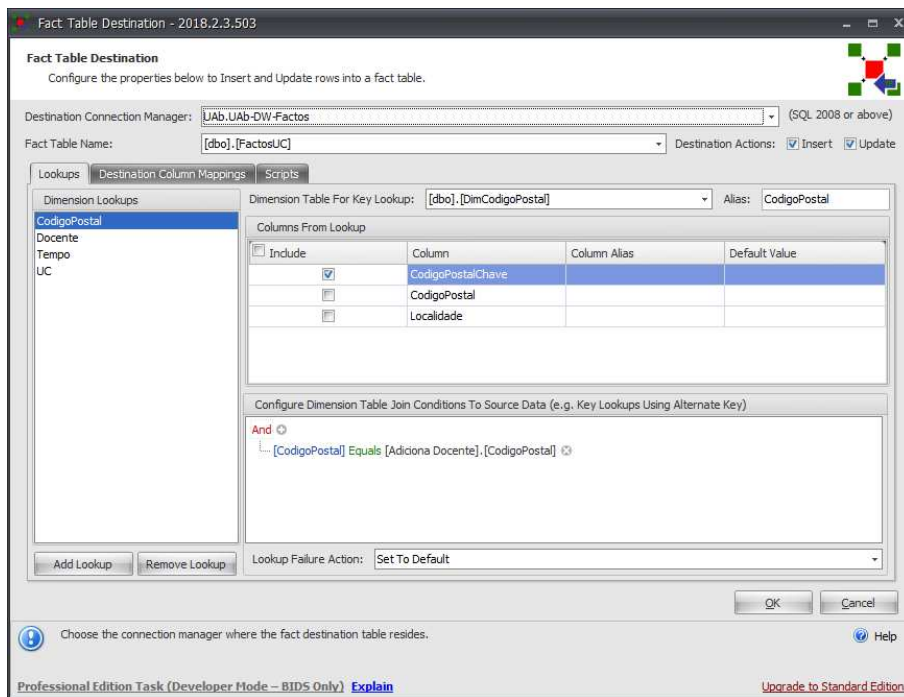 Fact Table Destination - 2018.2.3.503
Fact Table Destination
Configure the properties below to Insert and Update rows into a fact table.
Destination Connection Manager: UAb.UAb-DW-Factos (SQL 2008 or above)
Fact Table Name: [dbo].[FactosUC] Destination Actions: Insert Update
Lookups Destination Column Mappings Scripts
Dimension Lookups
CodigoPostal
Docente
Tempo
UC
Add Lookup Remove Lookup
Dimension Table For Key Lookup: [dbo].[DimCodigoPostal] Alias: CodigoPostal
Columns From Lookup
Include Column Column Alias Default Value
CodigoPostalChave
CodigoPostal
Localidade
Configure Dimension Table Join Conditions To Source Data (e.g. Key Lookups Using Alternate Key)
And
[CodigoPostal] Equals [Adiciona Docente].[CodigoPostal]
Lookup Failure Action: Set To Default
OK Cancel
Choose the connection manager where the fact destination table resides. Help
Professional Edition Task (Developer Mode – BIDS Only) Explain Upgrade to Standard Edition